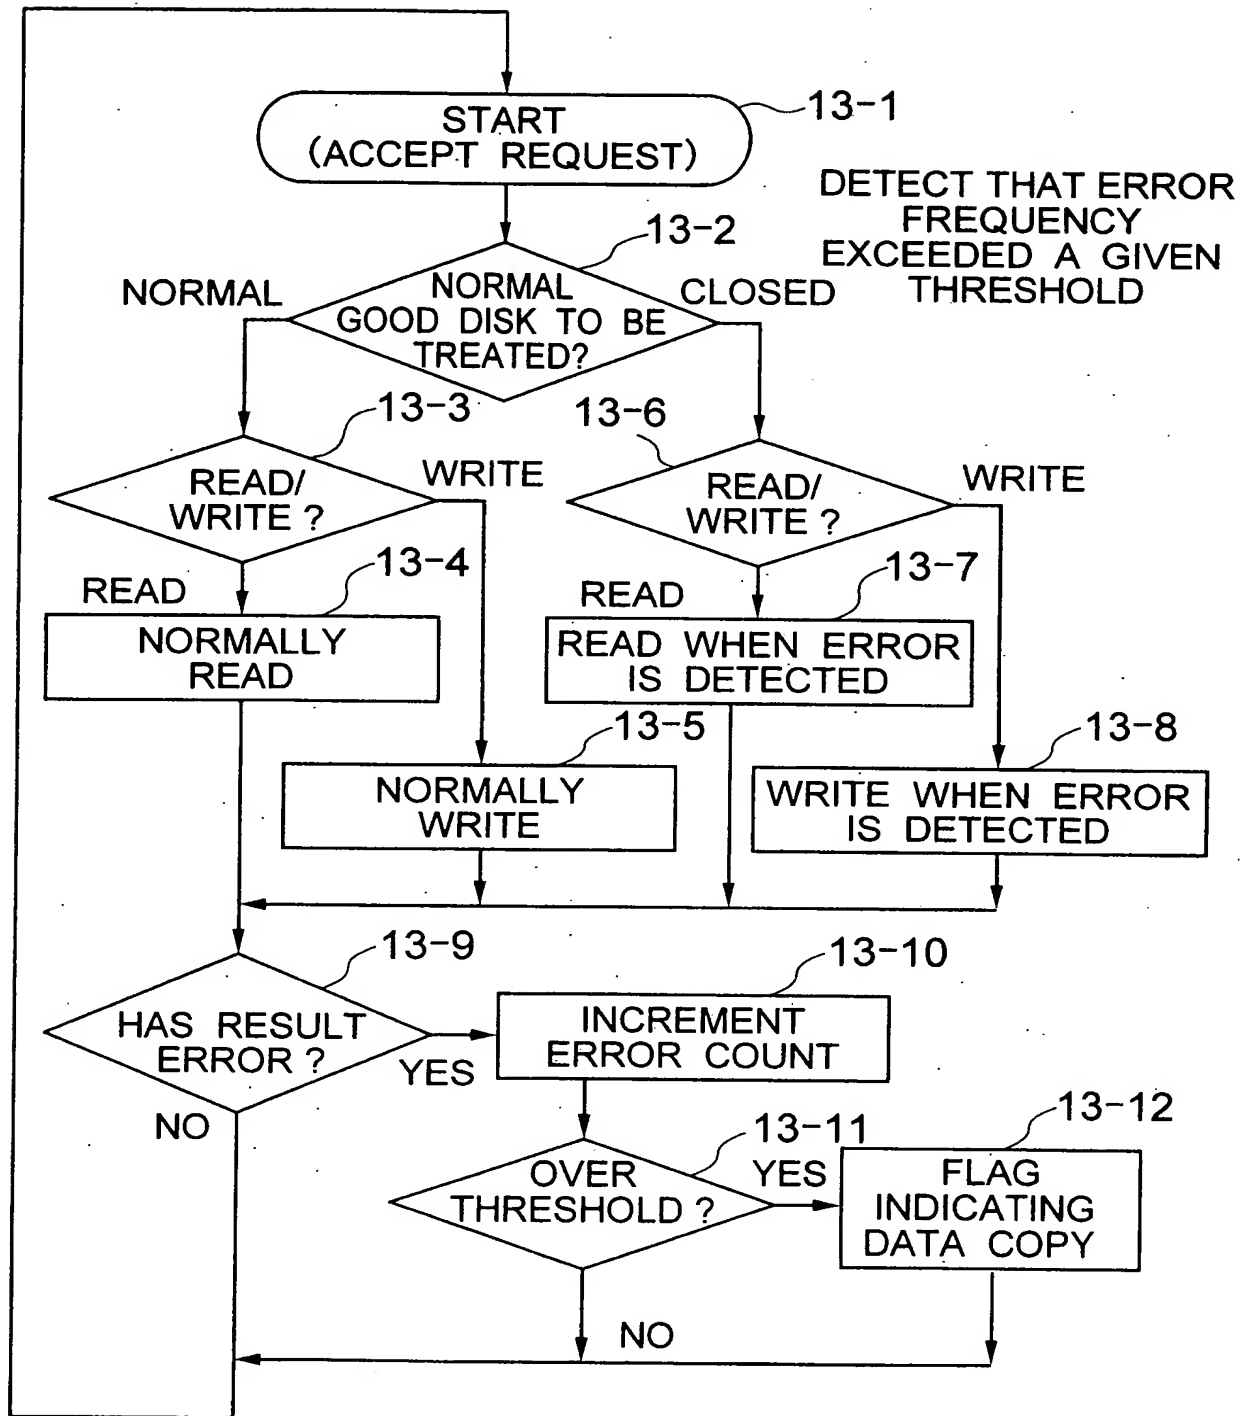 START
(ACCEPT REQUEST)
13-1
DETECT THAT ERROR
FREQUENCY
EXCEEDED A GIVEN
THRESHOLD
13-2
NORMAL
NORMAL
GOOD DISK TO BE
TREATED?
CLOSED
13-3
READ/
WRITE ?
WRITE
13-6
READ/
WRITE ?
WRITE
READ
13-4
NORMALLY
READ
READ
13-7
READ WHEN ERROR
IS DETECTED
13-5
NORMALLY
WRITE
13-8
WRITE WHEN ERROR
IS DETECTED
13-9
HAS RESULT
ERROR ?
YES
NO
13-10
INCREMENT
ERROR COUNT
13-11
OVER
THRESHOLD ?
YES
NO
13-12
FLAG
INDICATING
DATA COPY